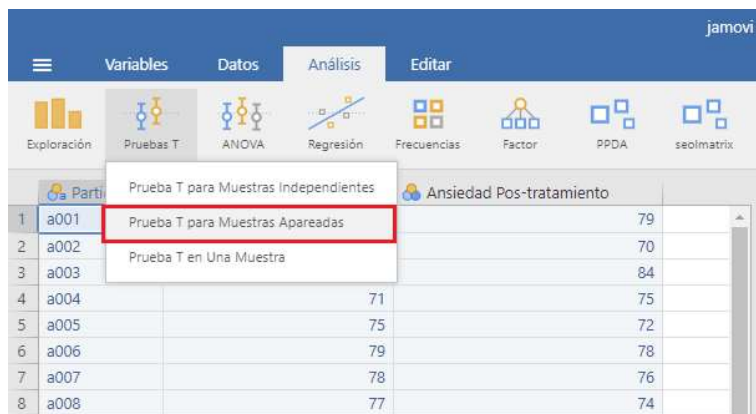 jamovi
Variables Datos Análisis Editar
Exploración Pruebas T ANOVA Regresión Frecuencias Factor PPDA seolmatrix
Parti Prueba T para Muestras Independientes Ansiedad Pos-tratamiento
1 a001 Prueba T para Muestras Apareadas 79
2 a002 Prueba T en Una Muestra 70
3 a003 84
4 a004 71 75
5 a005 75 72
6 a006 79 78
7 a007 78 76
8 a008 77 74